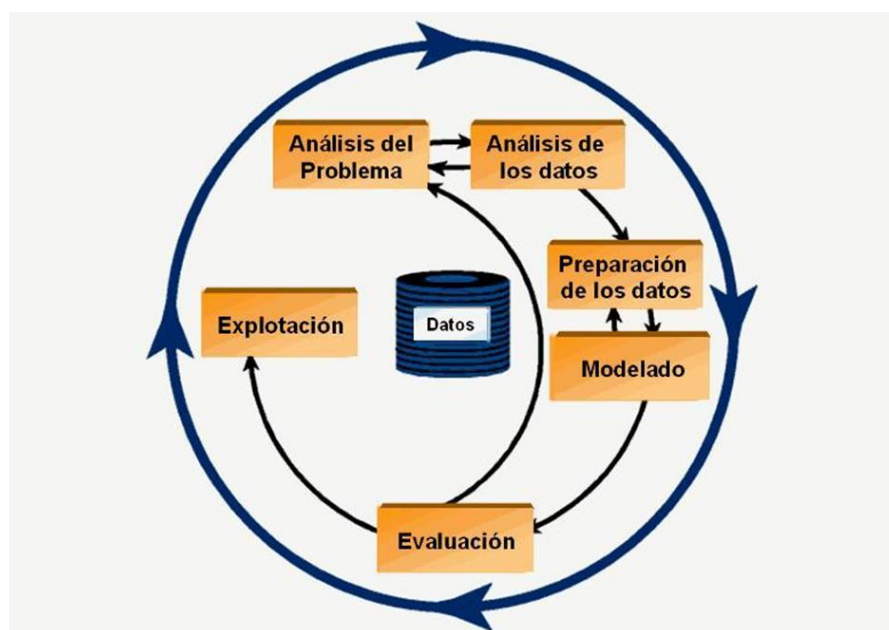 Análisis del
Problema
Análisis de
los datos
Preparación
de los datos
Modelado
Evaluación
Explotación
Datos